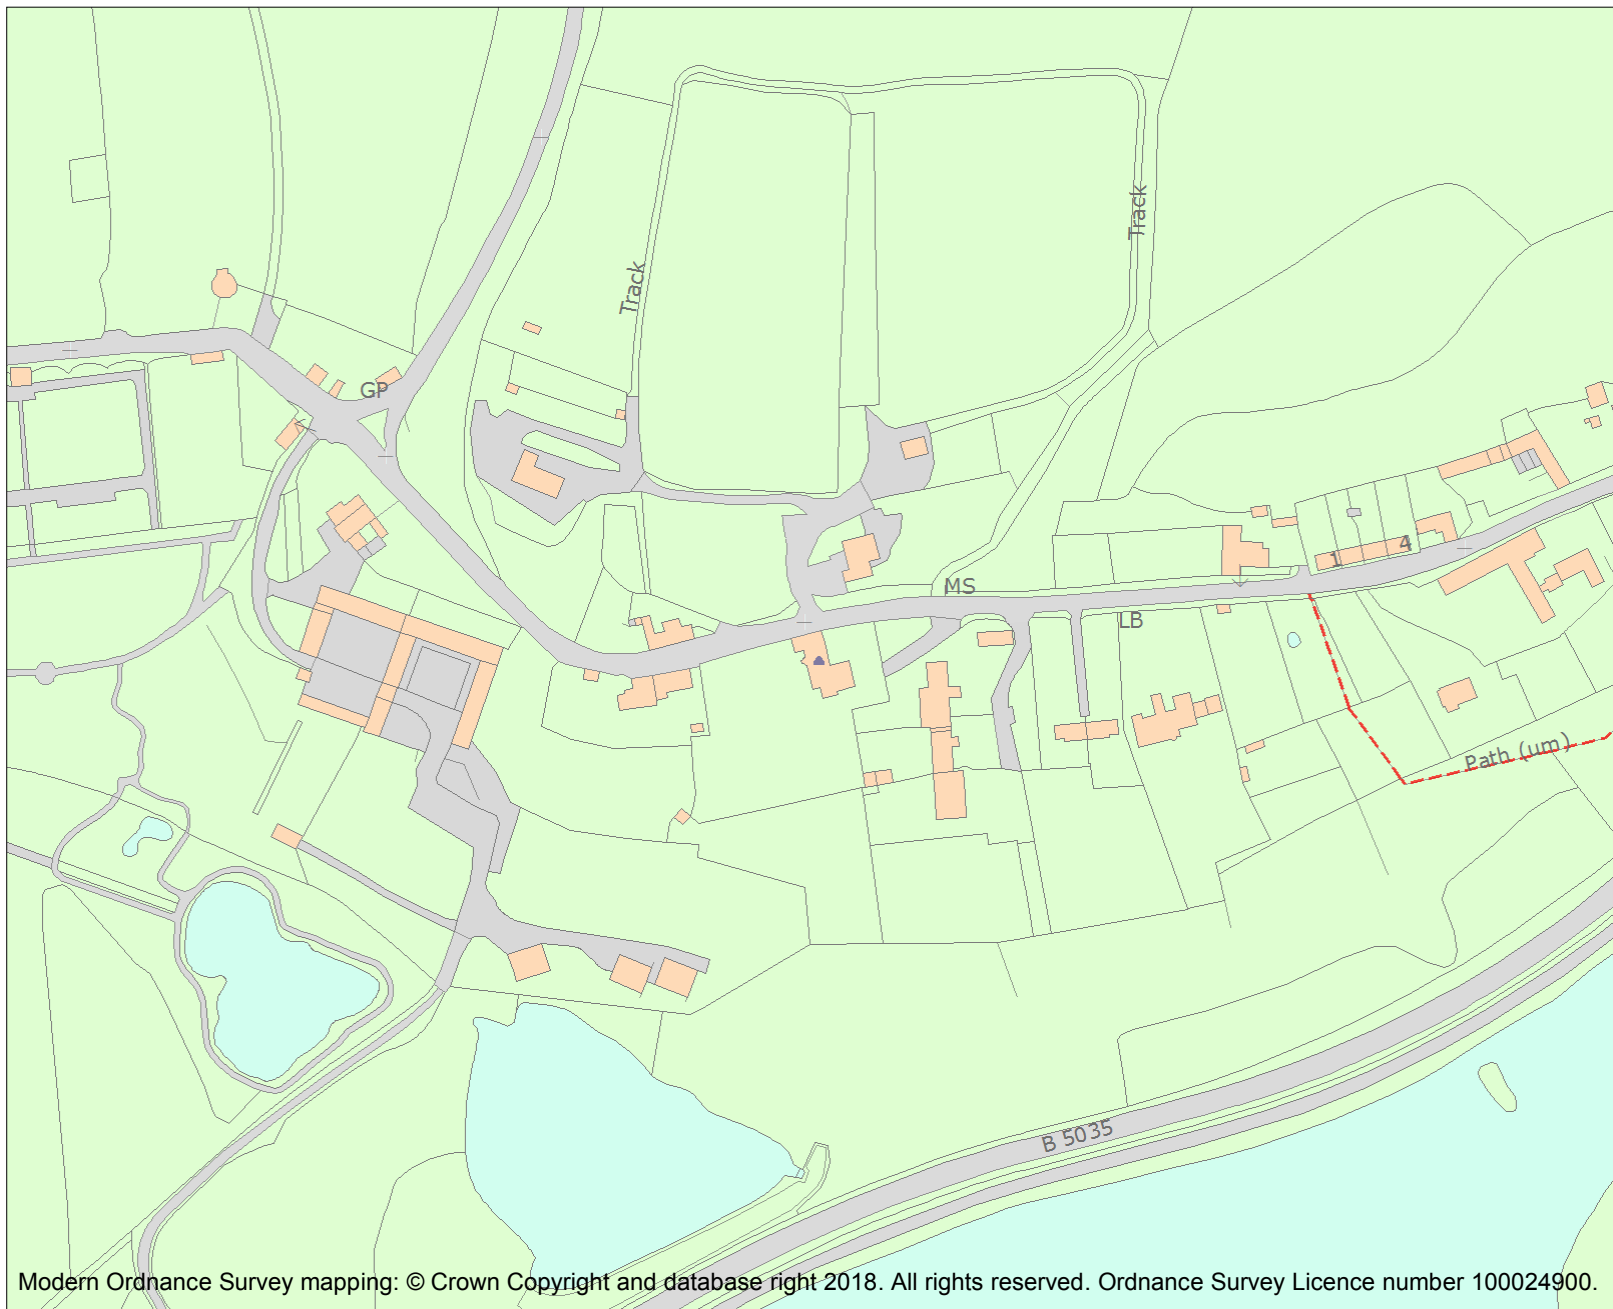 Track
Track
GP
1
4
MS
LB
Path (um)
B 5035
Modern Ordnance Survey mapping: © Crown Copyright and database right 2018. All rights reserved. Ordnance Survey Licence number 100024900.